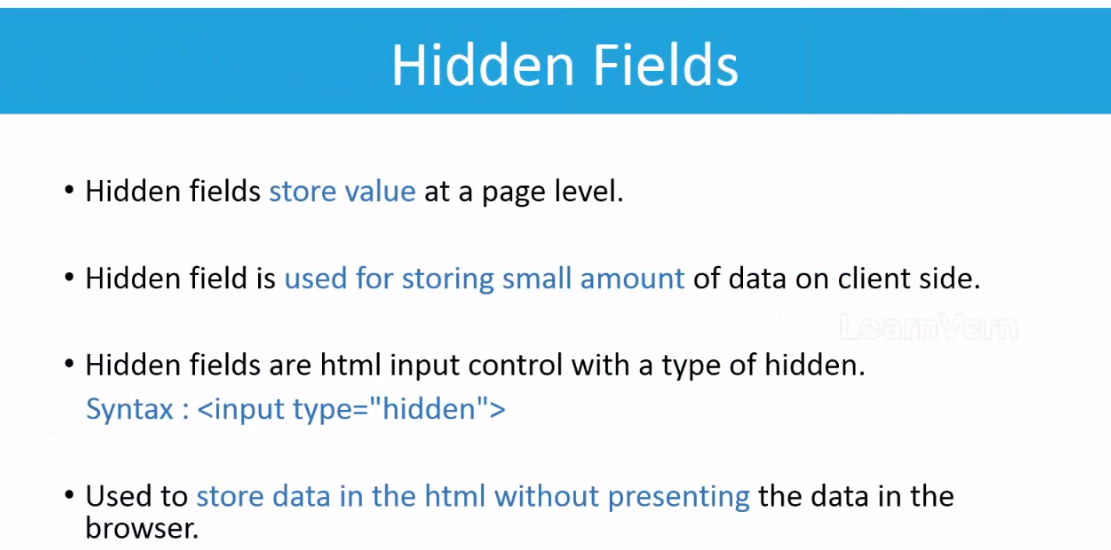 Hidden Fields
• Hidden fields store value at a page level.
• Hidden field is used for storing small amount of data on client side.
LearnVern
• Hidden fields are html input control with a type of hidden.
Syntax : <input type="hidden">
• Used to store data in the html without presenting the data in the
browser.